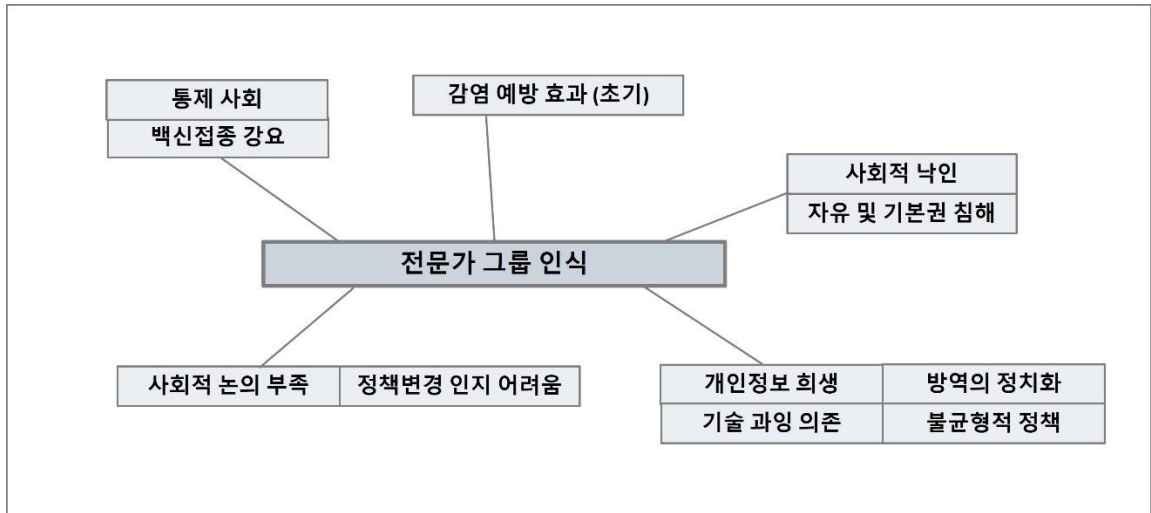 통제 사회
백신접종 강요
감염 예방 효과 (초기)
사회적 낙인
자유 및 기본권 침해
전문가 그룹 인식
사회적 논의 부족
정책변경 인지 어려움
개인정보 희생
방역의 정치화
기술 과잉 의존
불균형적 정책